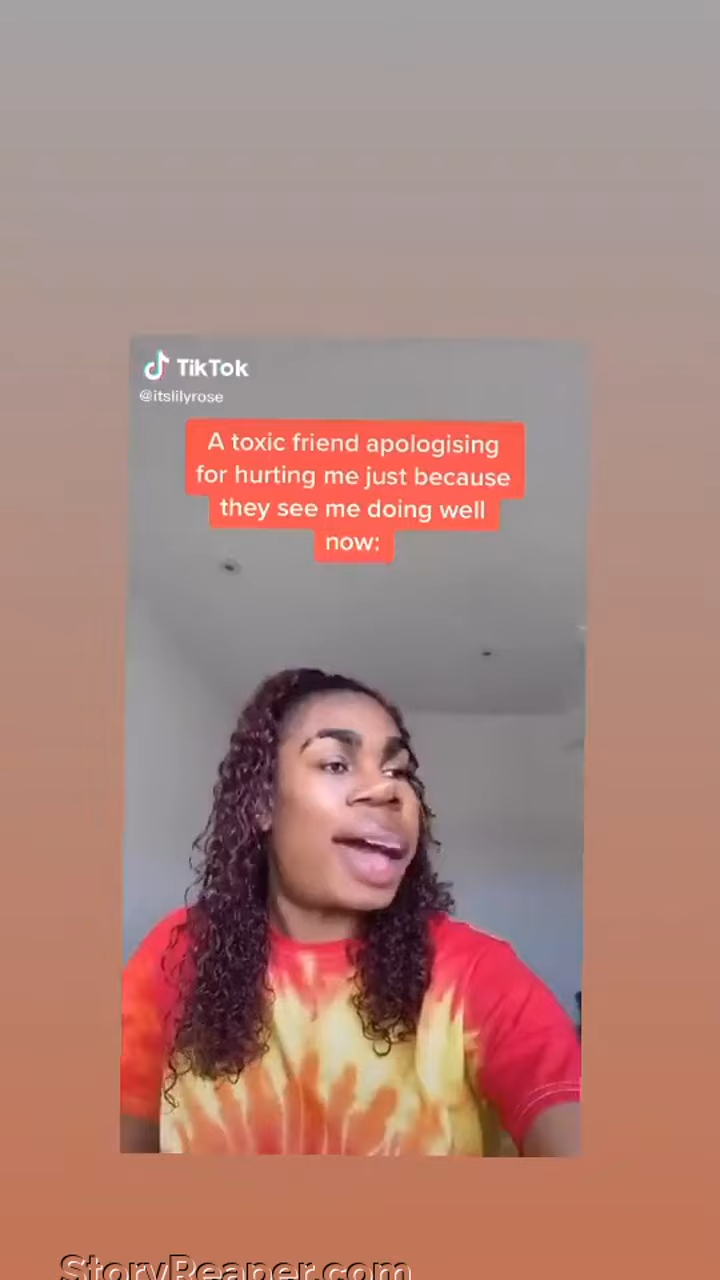 TikTok
@itslilyrose
A toxic friend apologising
for hurting me just because
they see me doing well
now:
StoryReaper.com